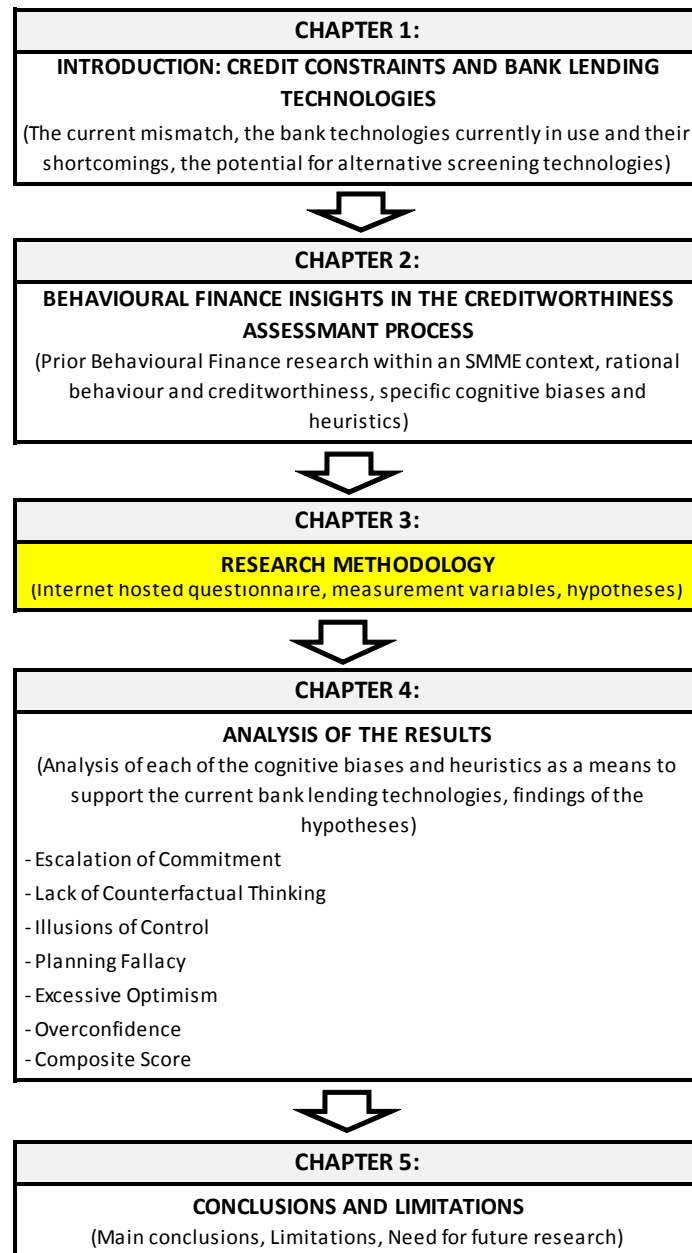 CHAPTER 1:
INTRODUCTION: CREDIT CONSTRAINTS AND BANK LENDING
TECHNOLOGIES
(The current mismatch, the bank technologies currently in use and their
shortcomings, the potential for alternative screening technologies)
CHAPTER 2:
BEHAVIOURAL FINANCE INSIGHTS IN THE CREDITWORTHINESS
ASSESSMANT PROCESS
(Prior Behavioural Finance research within an SMME context, rational
behaviour and creditworthiness, specific cognitive biases and
heuristics)
CHAPTER 3:
RESEARCH METHODOLOGY
(Internet hosted questionnaire, measurement variables, hypotheses)
CHAPTER 4:
ANALYSIS OF THE RESULTS
(Analysis of each of the cognitive biases and heuristics as a means to
support the current bank lending technologies, findings of the
hypotheses)
- Escalation of Commitment
- Lack of Counterfactual Thinking
- Illusions of Control
- Planning Fallacy
- Excessive Optimism
- Overconfidence
- Composite Score
CHAPTER 5:
CONCLUSIONS AND LIMITATIONS
(Main conclusions, Limitations, Need for future research)